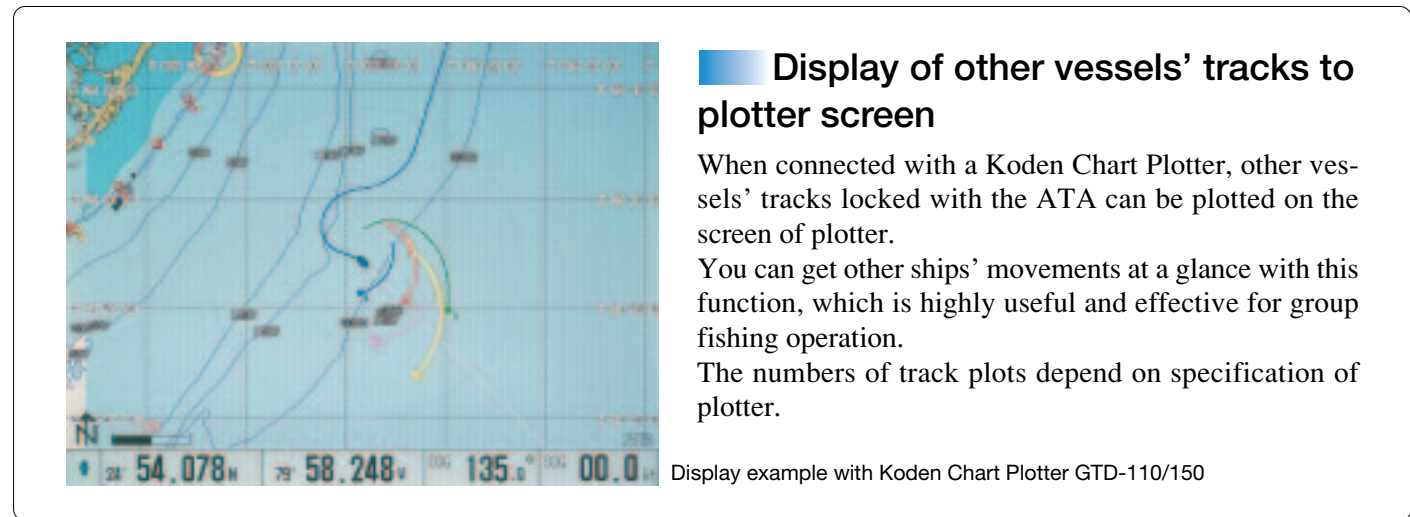 Display of other vessels’ tracks to
plotter screen
When connected with a Koden Chart Plotter, other ves-
sels’ tracks locked with the ATA can be plotted on the
screen of plotter.
You can get other ships’ movements at a glance with this
function, which is highly useful and effective for group
fishing operation.
The numbers of track plots depend on specification of
plotter.
N
54.078 N
79° 58.248
135.
00.0
Display example with Koden Chart Plotter GTD-110/150